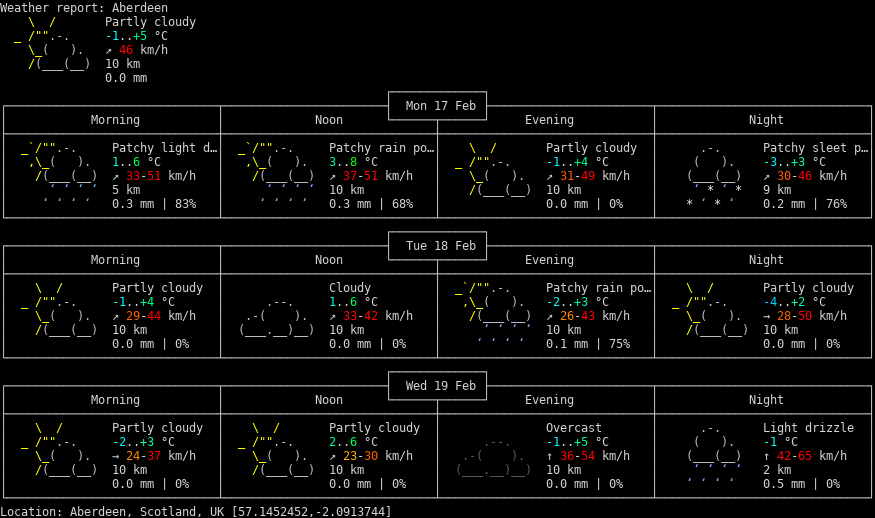 Weather report: Aberdeen
Partly cloudy
-1..+5 °C
↗ 46 km/h
10 km
0.0 mm
Mon 17 Feb
Morning Noon Evening Night
Patchy light d… Patchy rain po… Partly cloudy Patchy sleet p…
1..6 °C 3..8 °C -1..+4 °C -3..+3 °C
↗ 33-51 km/h ↗ 37-51 km/h ↗ 31-49 km/h ↗ 30-46 km/h
5 km 10 km 10 km 9 km
0.3 mm | 83% 0.3 mm | 68% 0.0 mm | 0% 0.2 mm | 76%
Tue 18 Feb
Morning Noon Evening Night
Partly cloudy Cloudy Patchy rain po… Partly cloudy
-1..+4 °C 1..6 °C -2..+3 °C -4..+2 °C
↗ 29-44 km/h ↗ 33-42 km/h ↗ 26-43 km/h → 28-50 km/h
10 km 10 km 10 km 10 km
0.0 mm | 0% 0.0 mm | 0% 0.1 mm | 75% 0.0 mm | 0%
Wed 19 Feb
Morning Noon Evening Night
Partly cloudy Partly cloudy Overcast Light drizzle
-2..+3 °C 2..6 °C -1..+5 °C -1 °C
→ 24-37 km/h ↗ 23-30 km/h ↑ 36-54 km/h ↑ 42-65 km/h
10 km 10 km 10 km 2 km
0.0 mm | 0% 0.0 mm | 0% 0.0 mm | 0% 0.5 mm | 0%
Location: Aberdeen, Scotland, UK [57.1452452,-2.0913744]